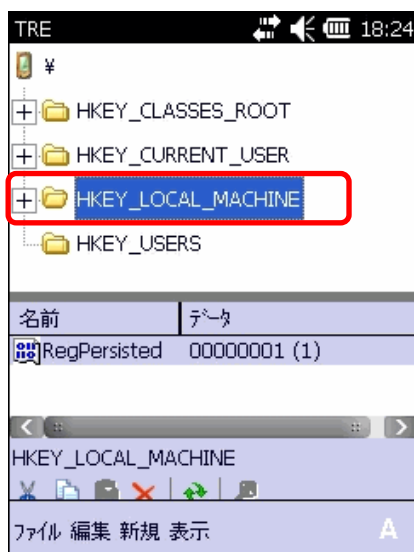 TRE 18:24
¥
HKEY_CLASSES_ROOT
HKEY_CURRENT_USER
HKEY_LOCAL_MACHINE
HKEY_USERS
名前 ﾃﾞｰﾀ
RegPersisted 00000001 (1)
HKEY_LOCAL_MACHINE
ﾌｧｲﾙ 編集 新規 表示 A